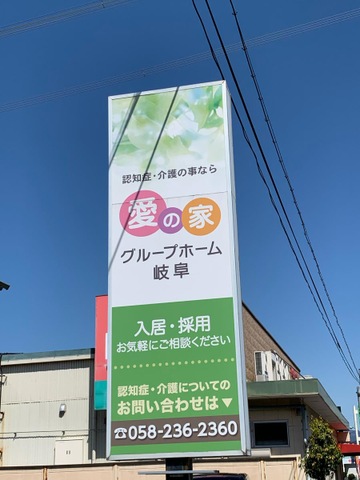 認知症・介護の事なら
愛の家
グループホーム
岐阜
入居・採用
お気軽にご相談ください
認知症・介護についての
お問い合わせは▼
☎058-236-2360